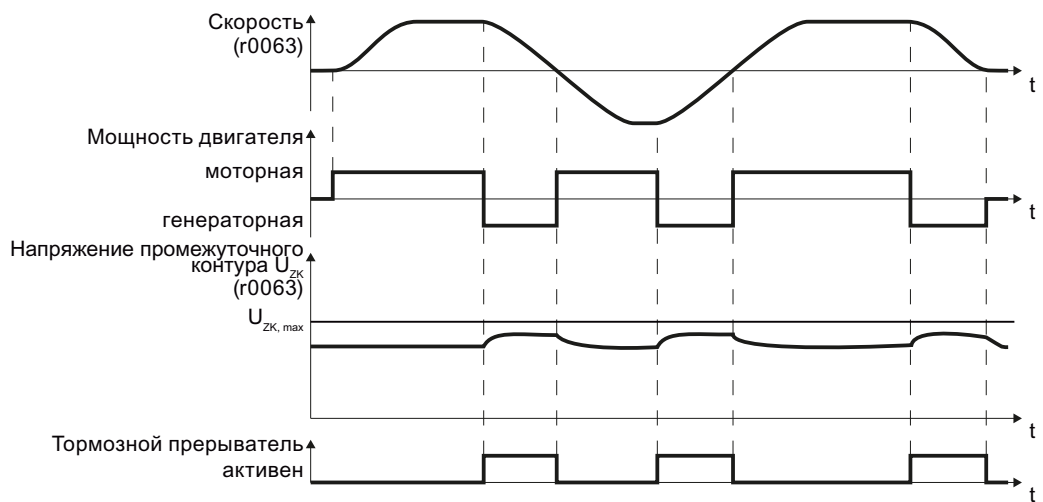 Скорость
(r0063)
t
Мощность двигателя
моторная
генераторная
t
Напряжение промежуточного
контура U_ZK
(r0063)
U_ZK, max
t
Тормозной прерыватель
активен
t